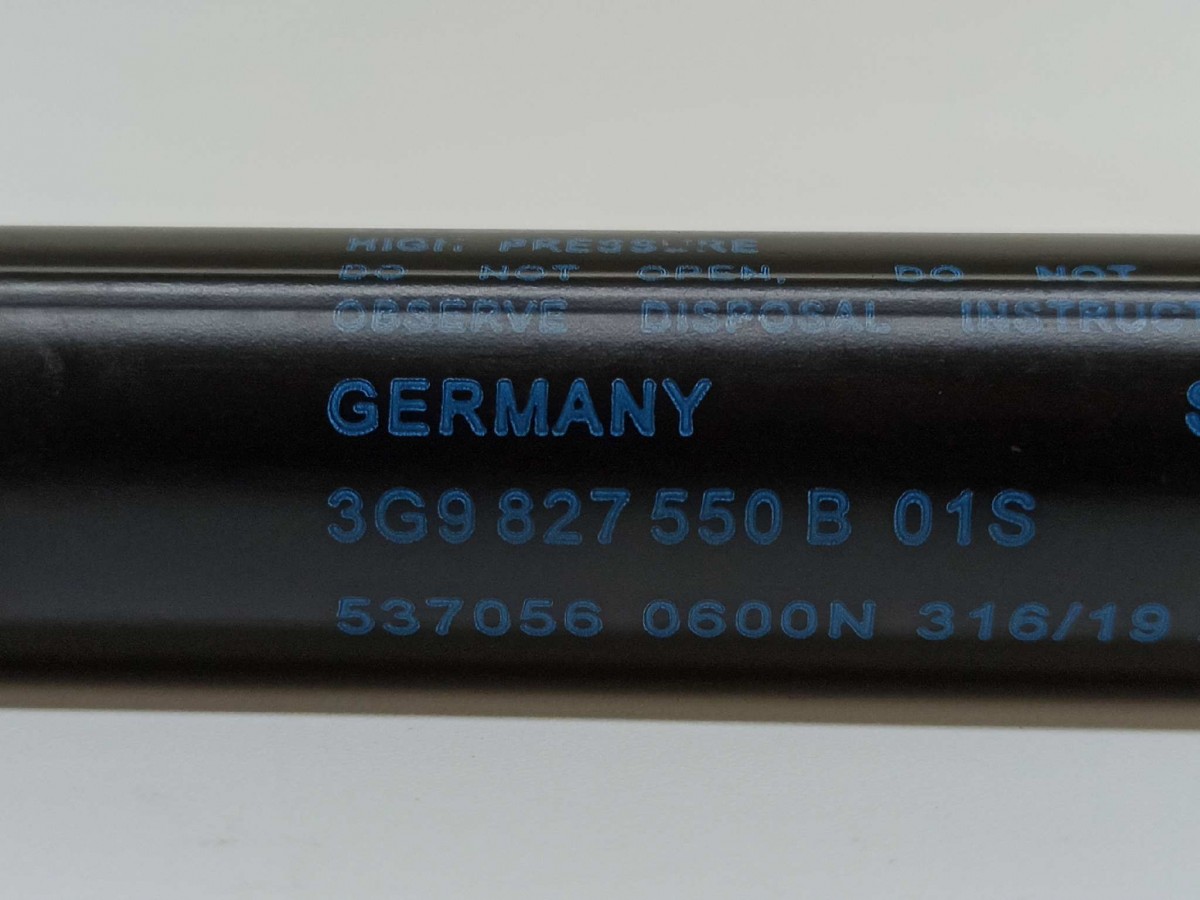 HIGH PRESSURE
DO NOT OPEN, DO NOT
OBSERVE DISPOSAL INSTRUCT
GERMANY S
3G9 827 550 B 01S
537056 0600N 316/19